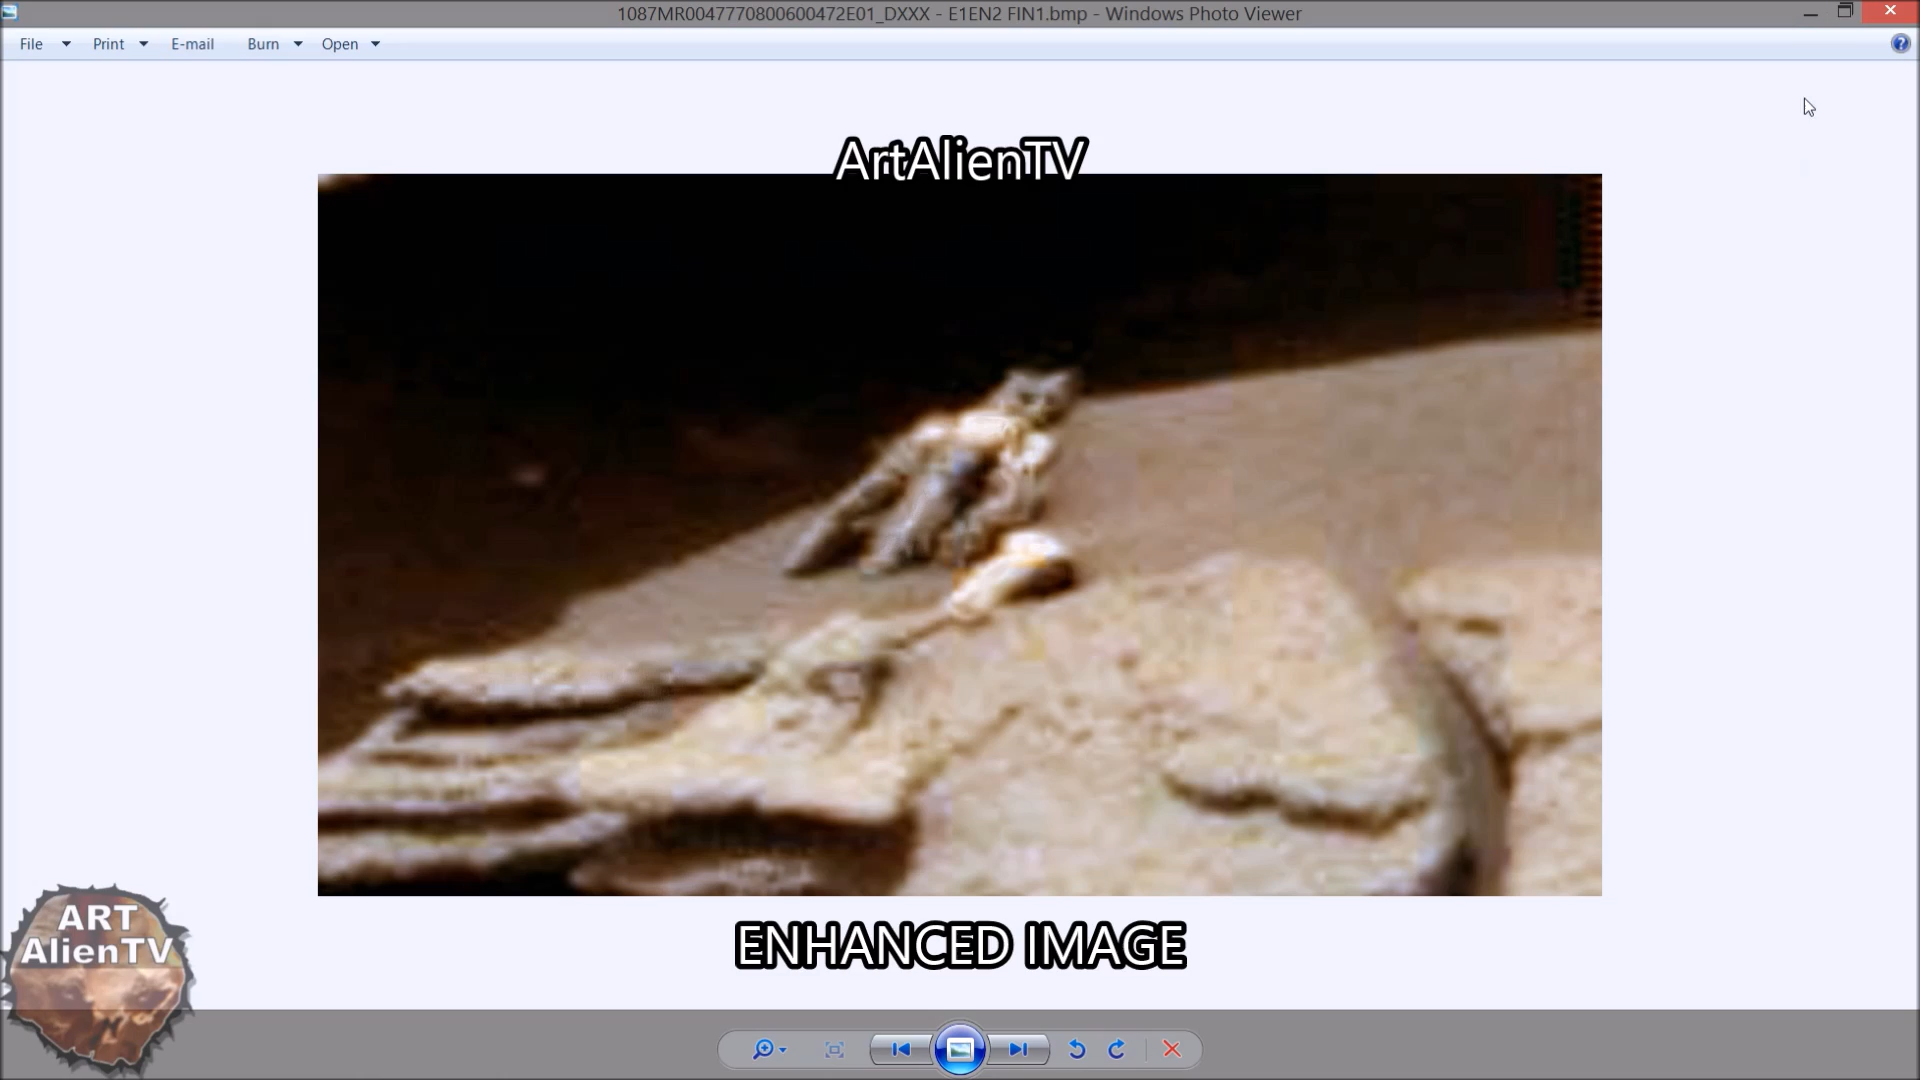 1087MR0047770800600472E01_DXXX - E1EN2 FIN1.bmp - Windows Photo Viewer
File Print E-mail Burn Open
ArtAlienTV
ENHANCED IMAGE
ART
AlienTV